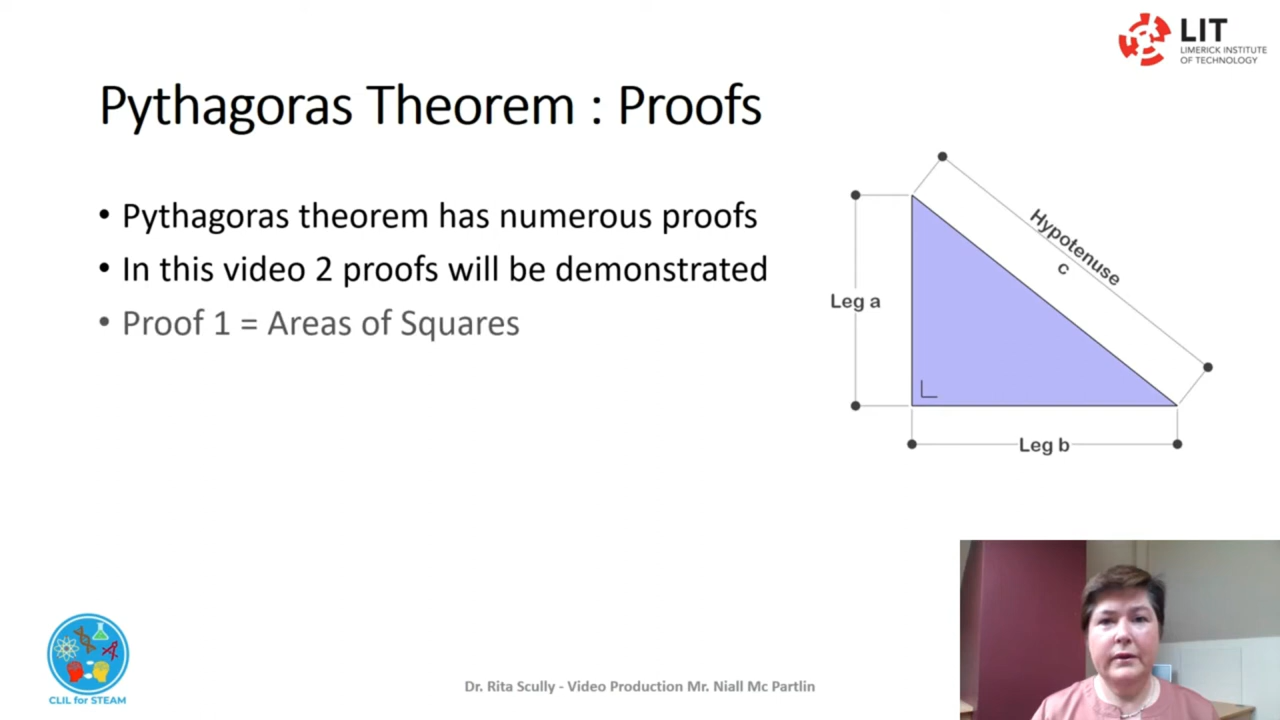 LIT
LIMERICK INSTITUTE
OF TECHNOLOGY
Pythagoras Theorem : Proofs
• Pythagoras theorem has numerous proofs
• In this video 2 proofs will be demonstrated
• Proof 1 = Areas of Squares
Hypotenuse
c
Leg a
Leg b
CLIL for STEAM
Dr. Rita Scully - Video Production Mr. Niall Mc Partlin